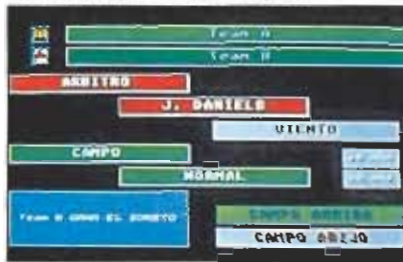 Team A
Team B
ARBITRO
J. DANIELS
VIENTO
CAMPO
NORMAL
Team B GANA EL SORTEO
CAMPO ARRIBA
CAMPO ABAJO